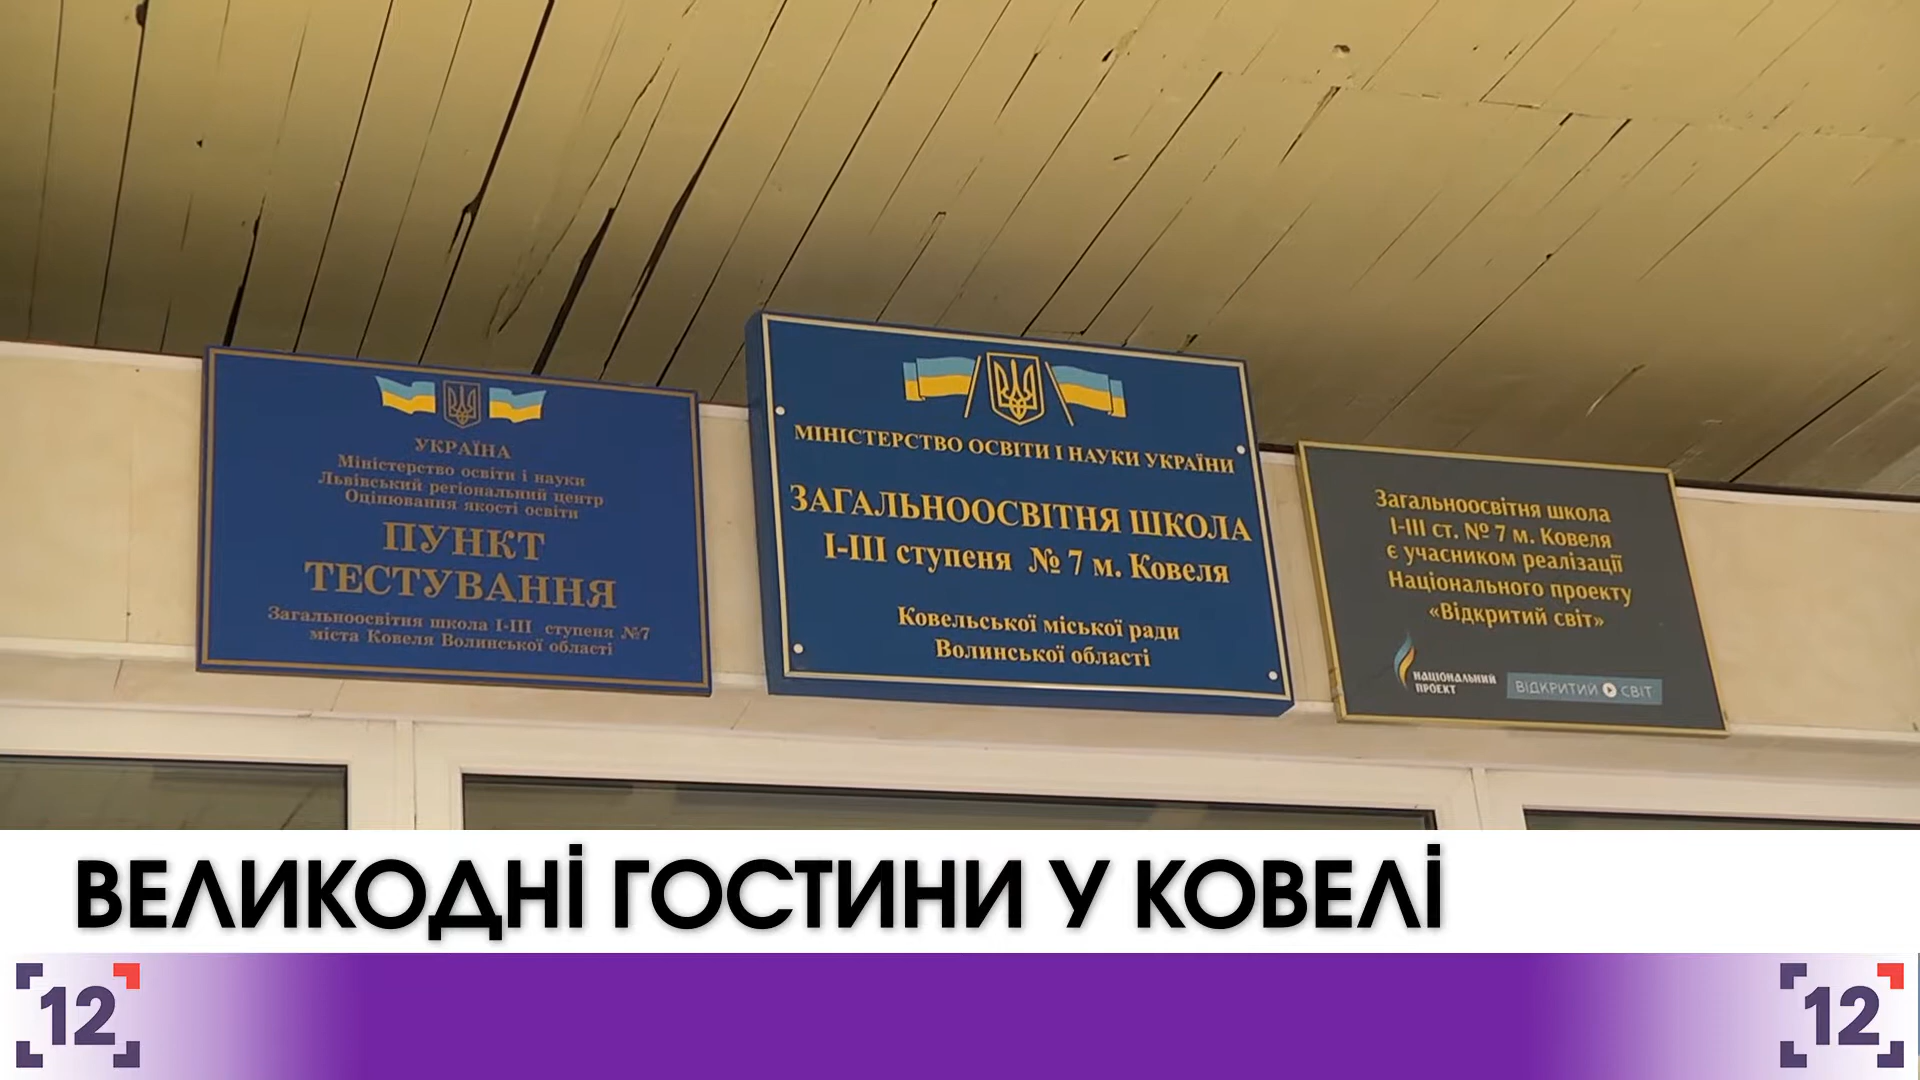 УКРАЇНА
Міністерство освіти і науки
Львівський регіональний центр
Оцінювання якості освіти
ПУНКТ
ТЕСТУВАННЯ
Загальноосвітня школа І-ІІІ ступеня №7
міста Ковеля Волинської області
МІНІСТЕРСТВО ОСВІТИ І НАУКИ УКРАЇНИ
ЗАГАЛЬНООСВІТНЯ ШКОЛА
І-ІІІ ступеня № 7 м. Ковеля
Ковельської міської ради
Волинської області
Загальноосвітня школа
І-ІІІ ст. № 7 м. Ковеля
є учасником реалізації
Національного проекту
«Відкритий світ»
НАЦІОНАЛЬНИЙ
ПРОЕКТ
ВІДКРИТИЙ СВІТ
ВЕЛИКОДНІ ГОСТИНИ У КОВЕЛІ
12
12